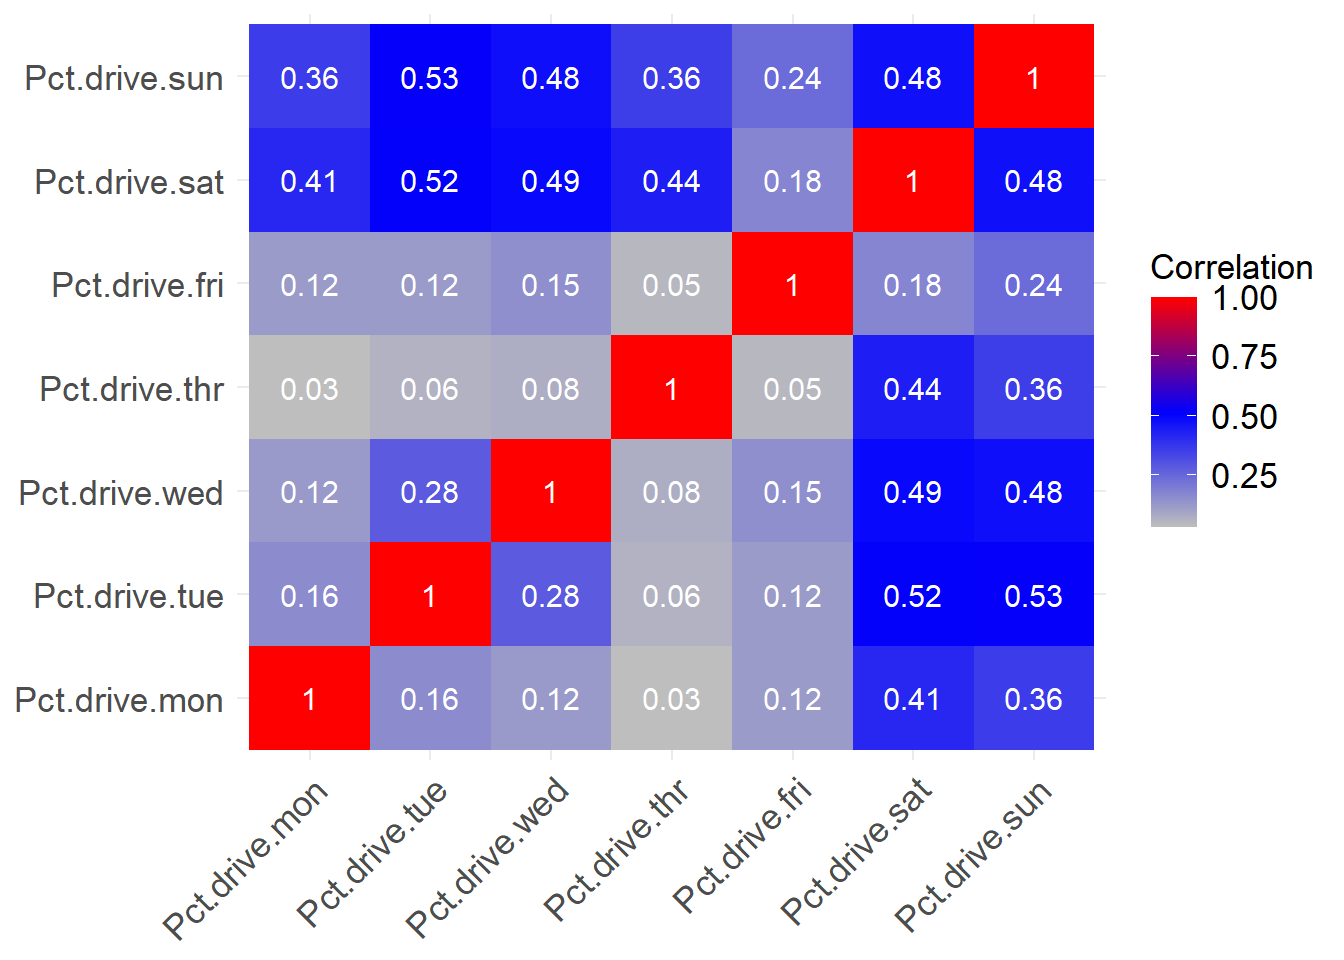 Pct.drive.sun 0.36 0.53 0.48 0.36 0.24 0.48 1
Pct.drive.sat 0.41 0.52 0.49 0.44 0.18 1 0.48
Pct.drive.fri 0.12 0.12 0.15 0.05 1 0.18 0.24
Pct.drive.thr 0.03 0.06 0.08 1 0.05 0.44 0.36
Pct.drive.wed 0.12 0.28 1 0.08 0.15 0.49 0.48
Pct.drive.tue 0.16 1 0.28 0.06 0.12 0.52 0.53
Pct.drive.mon 1 0.16 0.12 0.03 0.12 0.41 0.36
Pct.drive.mon Pct.drive.tue Pct.drive.wed Pct.drive.thr Pct.drive.fri Pct.drive.sat Pct.drive.sun
Correlation
1.00
0.75
0.50
0.25